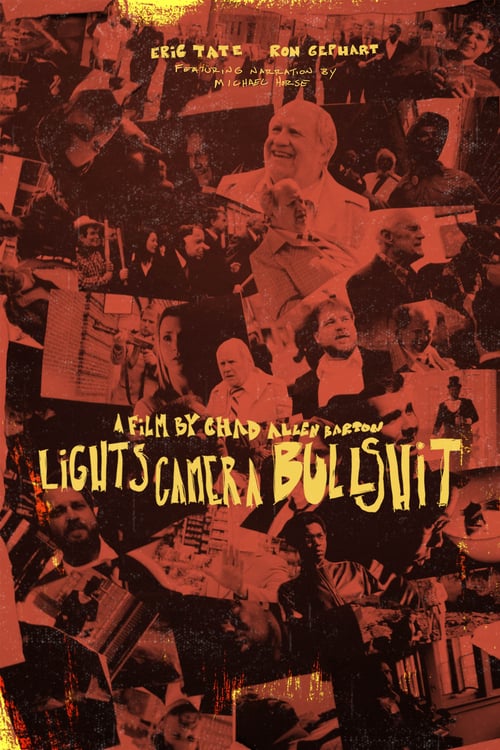 ERIC TATE RON GEPHART
FEATURING NARRATION BY
MICHAEL HORSE
A FILM BY CHAD ALLEN BARTON
LIGHTS CAMERA BULLSHIT